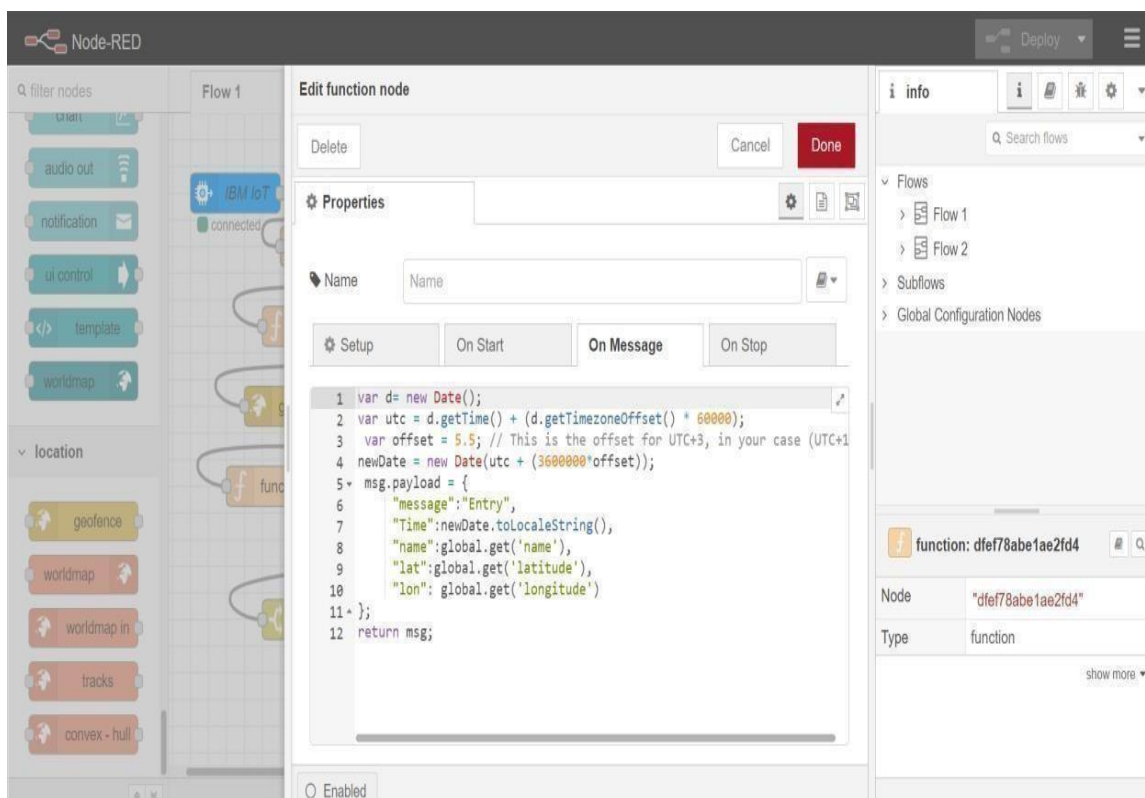 Node-RED
Deploy
filter nodes
chart
audio out
notification
ui control
template
worldmap
location
geofence
worldmap
worldmap in
tracks
convex - hull
Flow 1
IBM IoT
connected
func
Edit function node
Delete
Cancel
Done
Properties
Name
Name
Setup
On Start
On Message
On Stop
1 var d= new Date();
2 var utc = d.getTime() + (d.getTimezoneOffset() * 60000);
3 var offset = 5.5; // This is the offset for UTC+3, in your case (UTC+1
4 newDate = new Date(utc + (3600000*offset));
5 msg.payload = {
6 "message":"Entry",
7 "Time":newDate.toLocaleString(),
8 "name":global.get('name'),
9 "lat":global.get('latitude'),
10 "lon": global.get('longitude')
11 };
12 return msg;
Enabled
i info
i
Search flows
Flows
Flow 1
Flow 2
Subflows
Global Configuration Nodes
function: dfef78abe1ae2fd4
Node "dfef78abe1ae2fd4"
Type function
show more